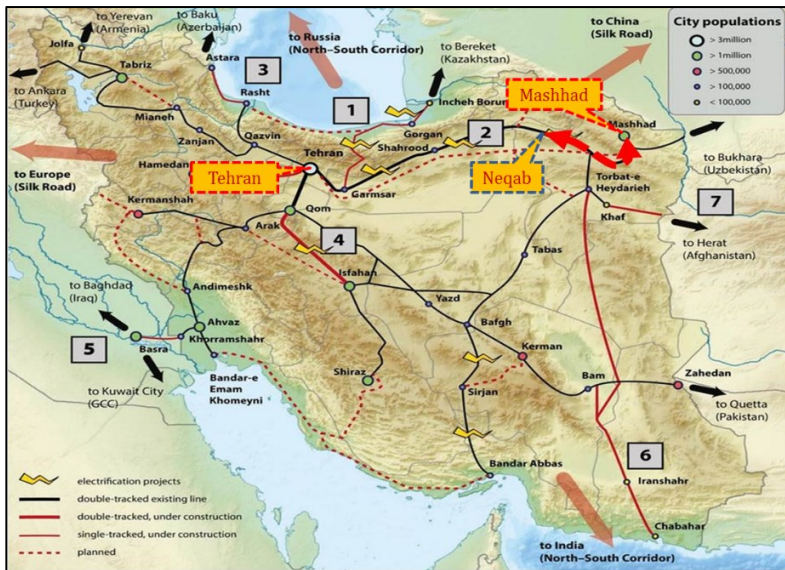 to Yerevan
(Armenia)
to Baku
(Azerbaijan)
to Russia
(North–South Corridor)
to Bereket
(Kazakhstan)
to China
(Silk Road)
City populations
> 3million
> 1million
> 500,000
> 100,000
< 100,000
Jolfa
Astara
Tabriz
to Ankara
(Turkey)
3
Rasht
1
Incheh Borun
Mashhad
Mashhad
Mianeh
Zanjan
Qazvin
Gorgan
2
Shahrood
Hamedan
Tehran
Tehran
Neqab
to Bukhara
(Uzbekistan)
to Europe
(Silk Road)
Garmsar
Torbat-e
Heydarieh
Kermanshah
Qom
7
Khaf
Arak
4
to Herat
(Afghanistan)
Tabas
Isfahan
Andimeshk
to Baghdad
(Iraq)
Yazd
Ahvaz
Bafgh
5
Khorramshahr
Basra
Kerman
Shiraz
Bam
Zahedan
to Kuwait City
(GCC)
Bandar-e
Emam
Khomeyni
Sirjan
to Quetta
(Pakistan)
6
Bandar Abbas
Iranshahr
Chabahar
to India
(North–South Corridor)
electrification projects
double-tracked existing line
double-tracked, under construction
single-tracked, under construction
planned